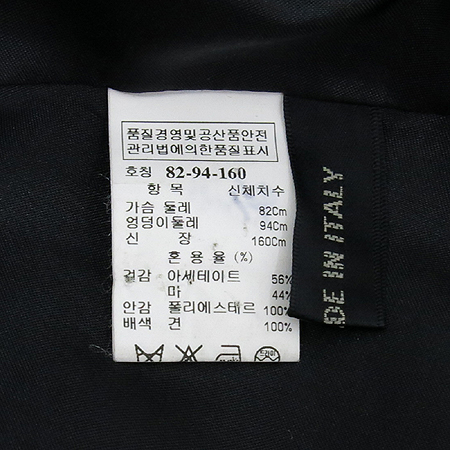 품질경영및공산품안전
관리법에의한품질표시
호칭 82-94-160
항 목 신체치수
가슴 둘레 82Cm
엉덩이둘레 94Cm
신 장 160Cm
혼 용 율 (%)
겉감 아세테이트 56%
마 44%
안감 폴리에스테르 100%
배색 견 100%
드라이
DE IN ITALY